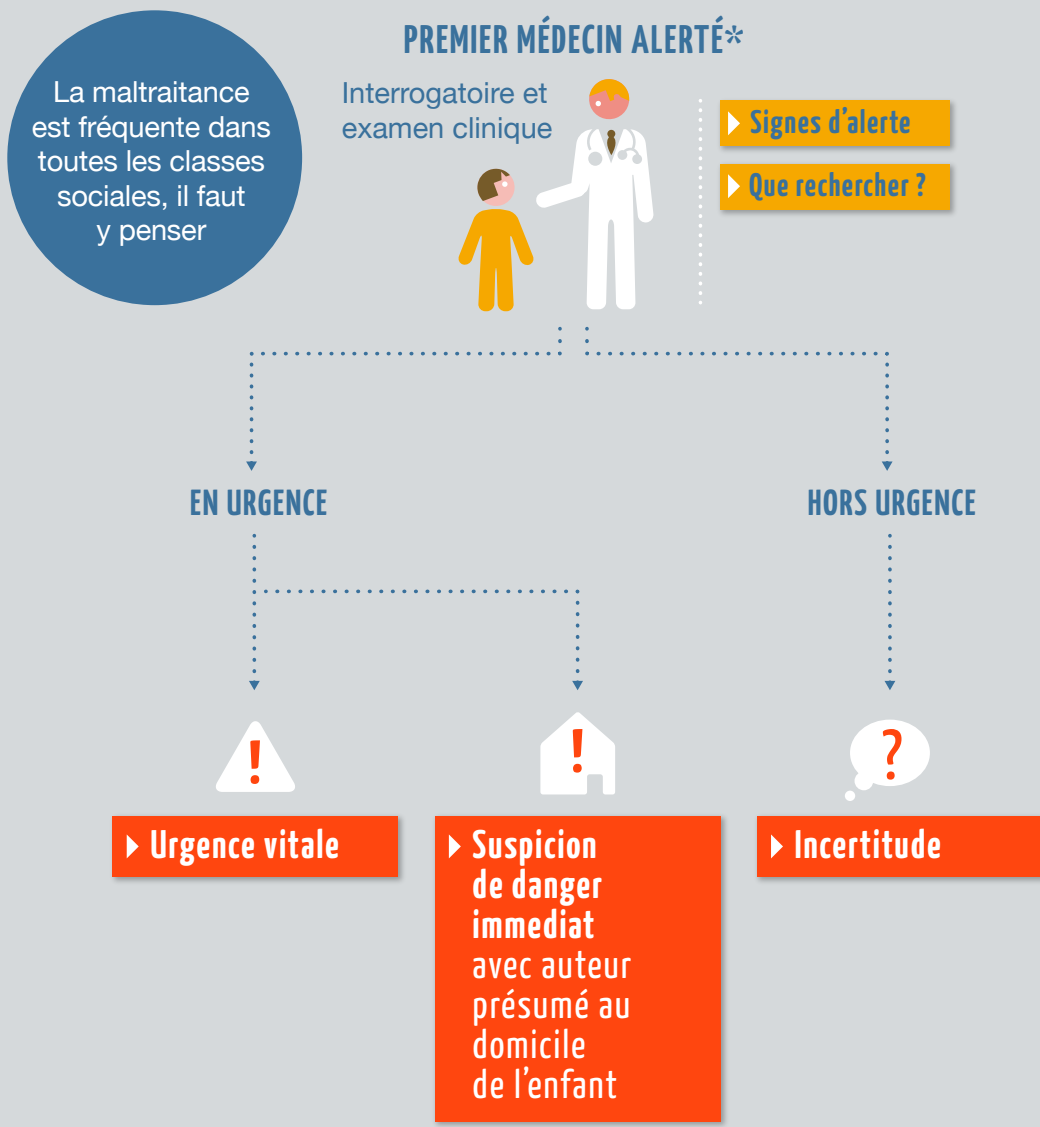 La maltraitance
est fréquente dans
toutes les classes
sociales, il faut
y penser
PREMIER MÉDECIN ALERTÉ*
Interrogatoire et
examen clinique
Signes d'alerte
Que rechercher ?
EN URGENCE
HORS URGENCE
!
!
?
Urgence vitale
Suspicion
de danger
immediat
avec auteur
présumé au
domicile
de l'enfant
Incertitude